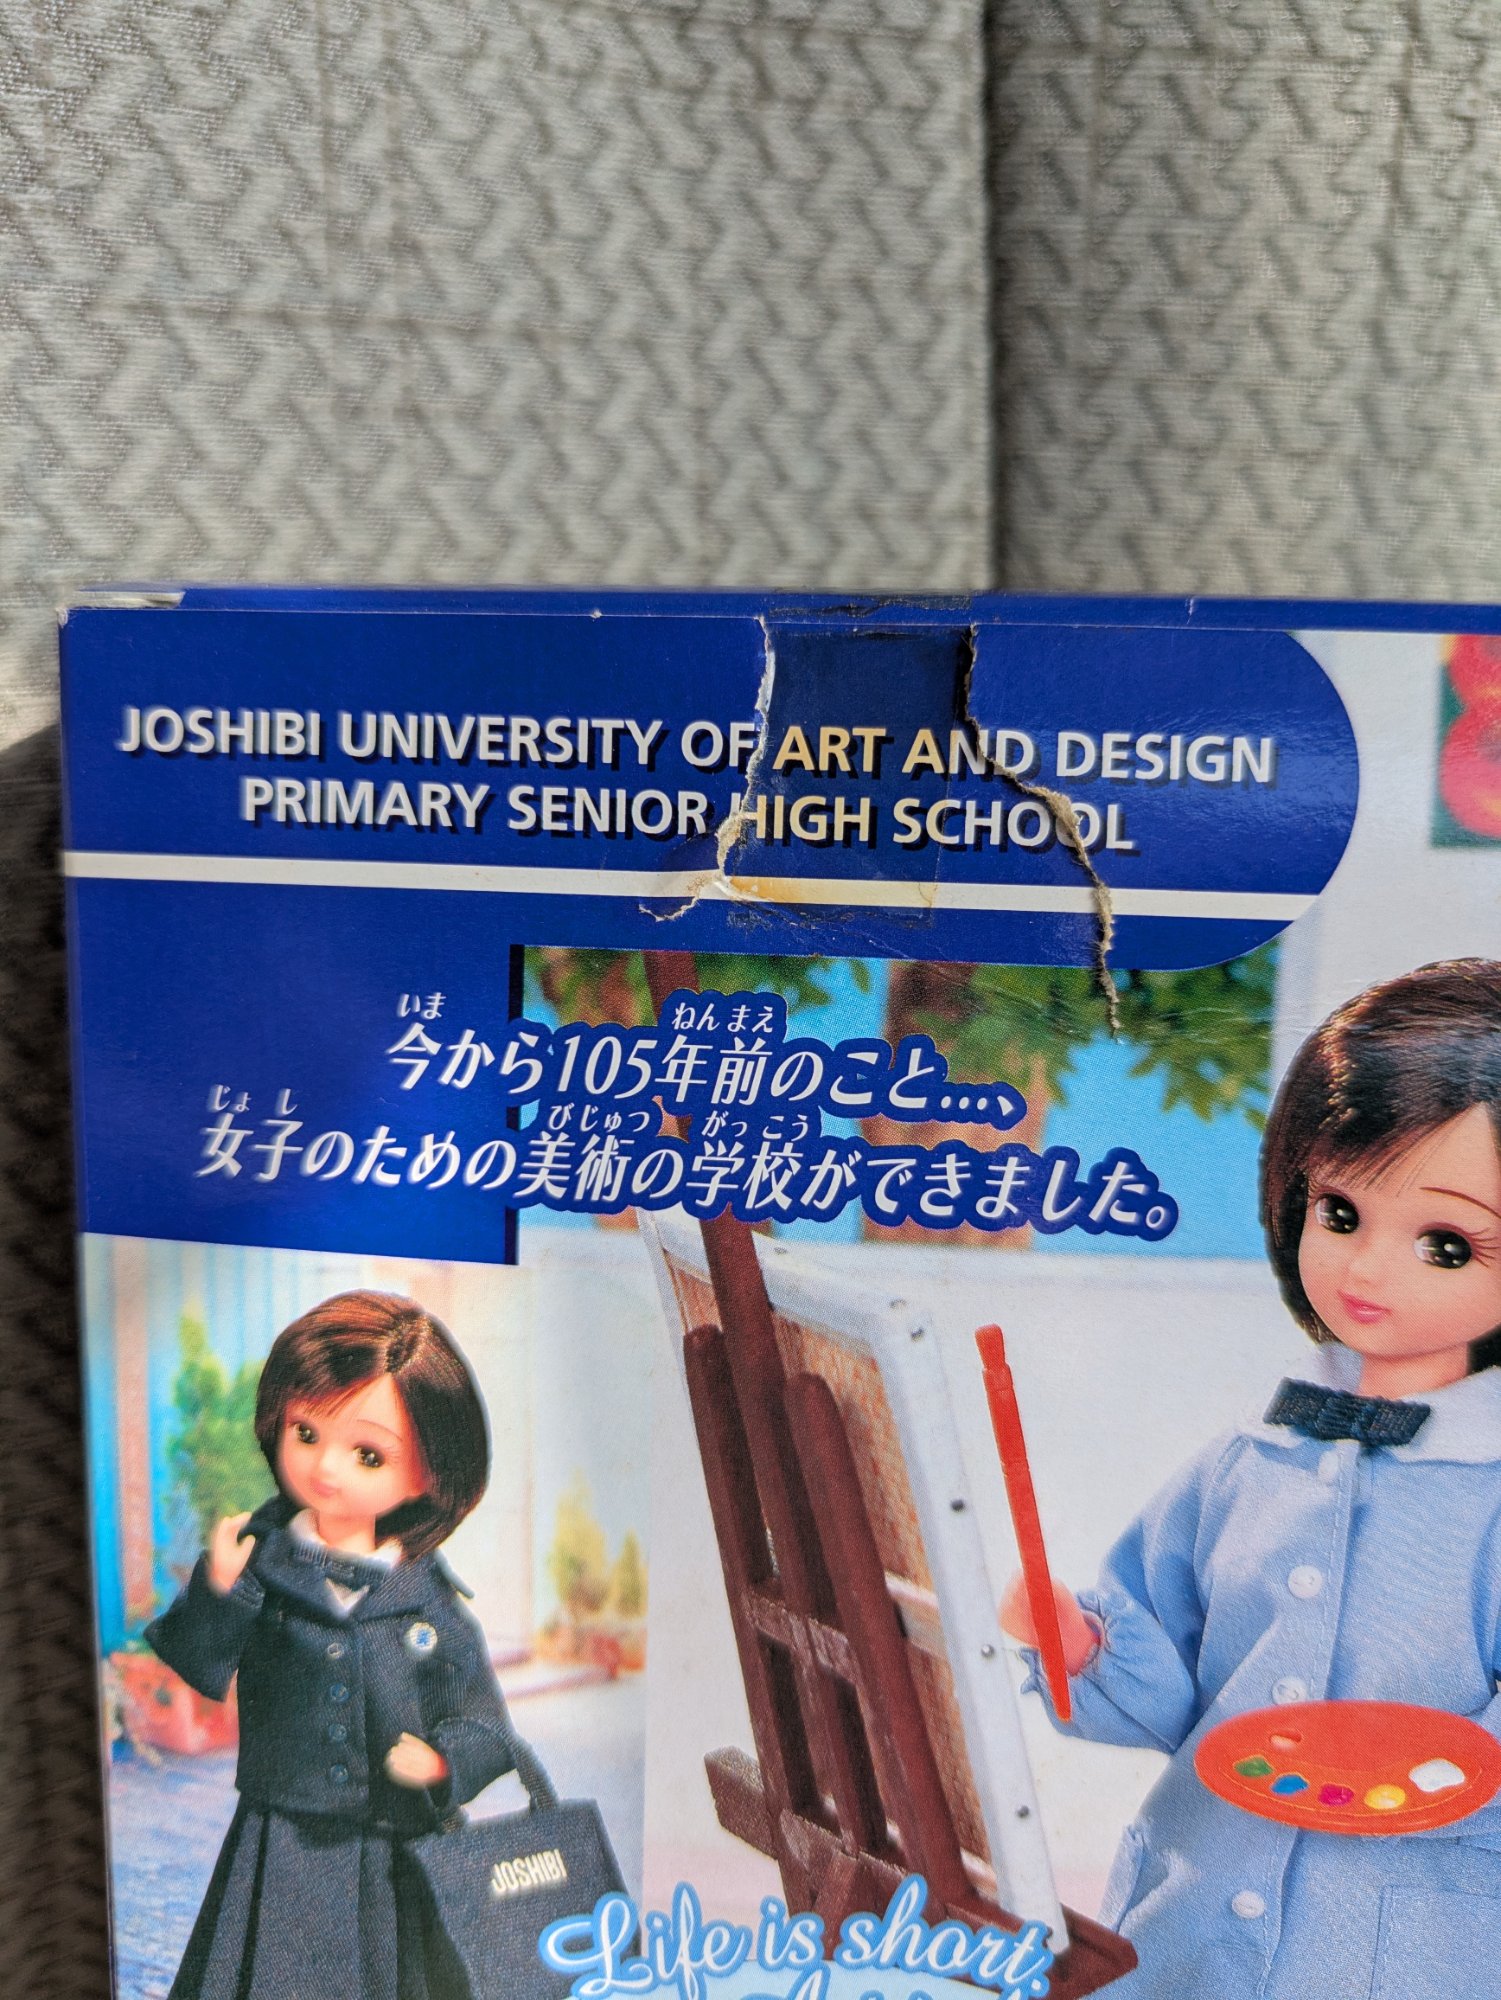 JOSHIBI UNIVERSITY OF ART AND DESIGN
PRIMARY SENIOR HIGH SCHOOL
いま ねんまえ
今から105年前のこと…、
じょし びじゅつ がっこう
女子のための美術の学校ができました。
JOSHIBI
Life is short.